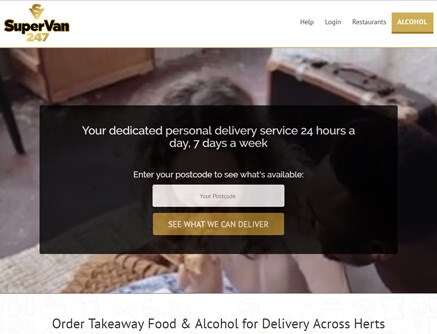 SuperVan
247
Help Login Restaurants ALCOHOL
Your dedicated personal delivery service 24 hours a
day, 7 days a week
Enter your postcode to see what's available:
Your Postcode
SEE WHAT WE CAN DELIVER
Order Takeaway Food & Alcohol for Delivery Across Herts